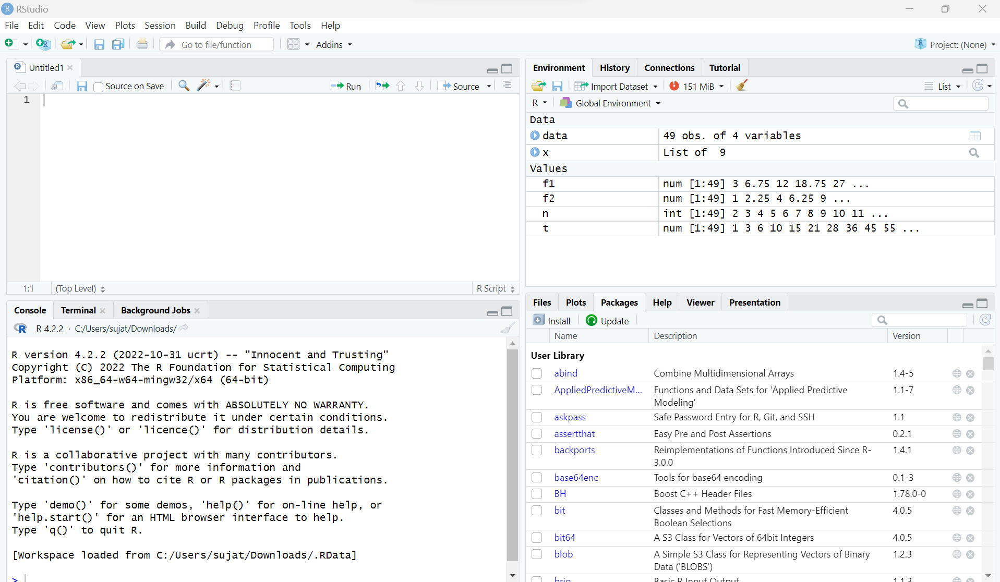 RStudio
File Edit Code View Plots Session Build Debug Profile Tools Help
Go to file/function Addins Project: (None)
Untitled1
Source on Save Run Source
1
1:1 (Top Level) R Script
Console Terminal Background Jobs
R 4.2.2 · C:/Users/sujat/Downloads/
R version 4.2.2 (2022-10-31 ucrt) -- "Innocent and Trusting"
Copyright (C) 2022 The R Foundation for Statistical Computing
Platform: x86_64-w64-mingw32/x64 (64-bit)
R is free software and comes with ABSOLUTELY NO WARRANTY.
You are welcome to redistribute it under certain conditions.
Type 'license()' or 'licence()' for distribution details.
R is a collaborative project with many contributors.
Type 'contributors()' for more information and
'citation()' on how to cite R or R packages in publications.
Type 'demo()' for some demos, 'help()' for on-line help, or
'help.start()' for an HTML browser interface to help.
Type 'q()' to quit R.
[Workspace loaded from C:/Users/sujat/Downloads/.RData]
>
Environment History Connections Tutorial
Import Dataset 151 MiB List
R Global Environment
Data
data 49 obs. of 4 variables
x List of 9
Values
f1 num [1:49] 3 6.75 12 18.75 27 ...
f2 num [1:49] 1 2.25 4 6.25 9 ...
n int [1:49] 2 3 4 5 6 7 8 9 10 11 ...
t num [1:49] 1 3 6 10 15 21 28 36 45 55 ...
Files Plots Packages Help Viewer Presentation
Install Update
Name Description Version
User Library
abind Combine Multidimensional Arrays 1.4-5
AppliedPredictiveM... Functions and Data Sets for 'Applied Predictive 1.1-7
Modeling'
askpass Safe Password Entry for R, Git, and SSH 1.1
assertthat Easy Pre and Post Assertions 0.2.1
backports Reimplementations of Functions Introduced Since R- 1.4.1
3.0.0
base64enc Tools for base64 encoding 0.1-3
BH Boost C++ Header Files 1.78.0-0
bit Classes and Methods for Fast Memory-Efficient 4.0.5
Boolean Selections
bit64 A S3 Class for Vectors of 64bit Integers 4.0.5
blob A Simple S3 Class for Representing Vectors of Binary 1.2.3
Data ('BLOBS')
brio Basic R Input Output 1.1.3